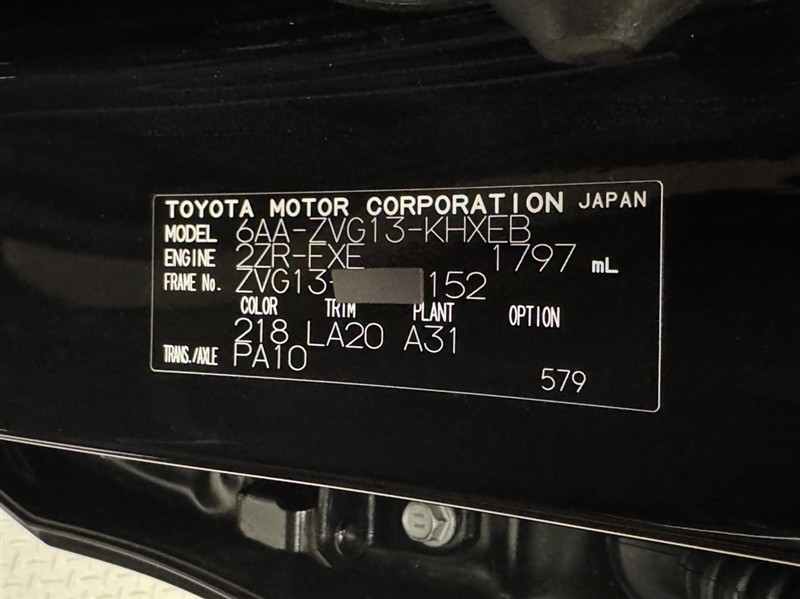 TOYOTA MOTOR CORPORATION JAPAN
MODEL 6AA-ZVG13-KHXEB
ENGINE 2ZR-EXE 1797 mL
FRAME No. ZVG13- 152
COLOR TRIM PLANT OPTION
218 LA20 A31
TRANS./AXLE PA10
579